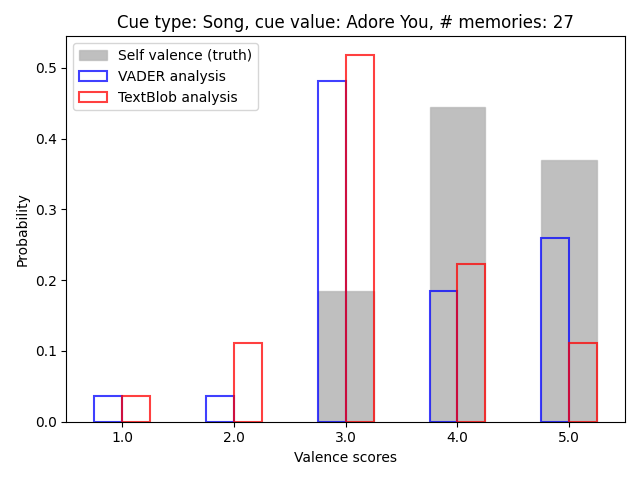 Cue type: Song, cue value: Adore You, # memories: 27
Self valence (truth)
VADER analysis
TextBlob analysis
Probability
0.5
0.4
0.3
0.2
0.1
0.0
1.0 2.0 3.0 4.0 5.0
Valence scores